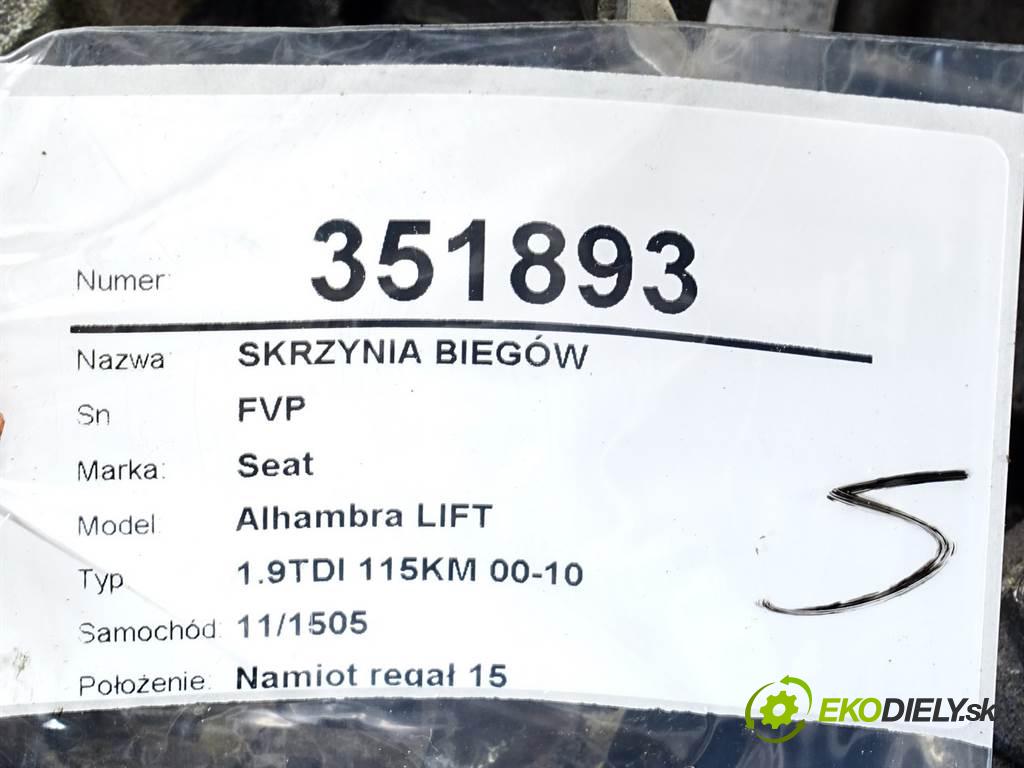 Numer: 351893
Nazwa: SKRZYNIA BIEGÓW
Sn FVP
Marka: Seat
Model: Alhambra LIFT
Typ 1.9TDI 115KM 00-10
Samochód: 11/1505
Położenie: Namiot regał 15
5
EKODIELY.sk